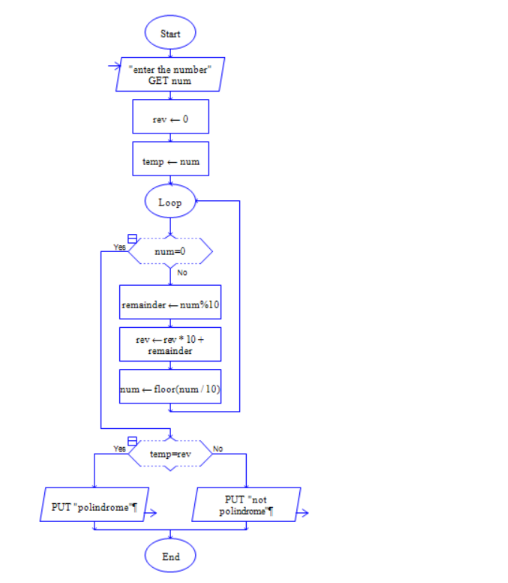 Start
"enter the number"
GET num
rev ← 0
temp ← num
Loop
num=0
Yes
No
remainder ← num%10
rev ← rev * 10 +
remainder
num ← floor(num / 10)
temp=rev
Yes
No
PUT "polindrome"¶
PUT "not
polindrome"¶
End